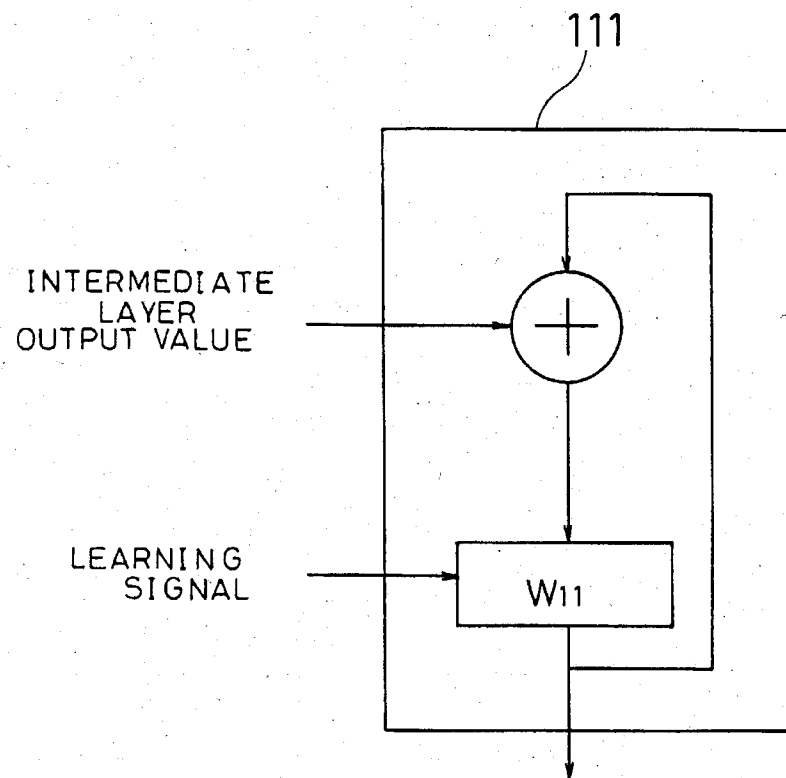 111
INTERMEDIATE
LAYER
OUTPUT VALUE
LEARNING
SIGNAL
W11